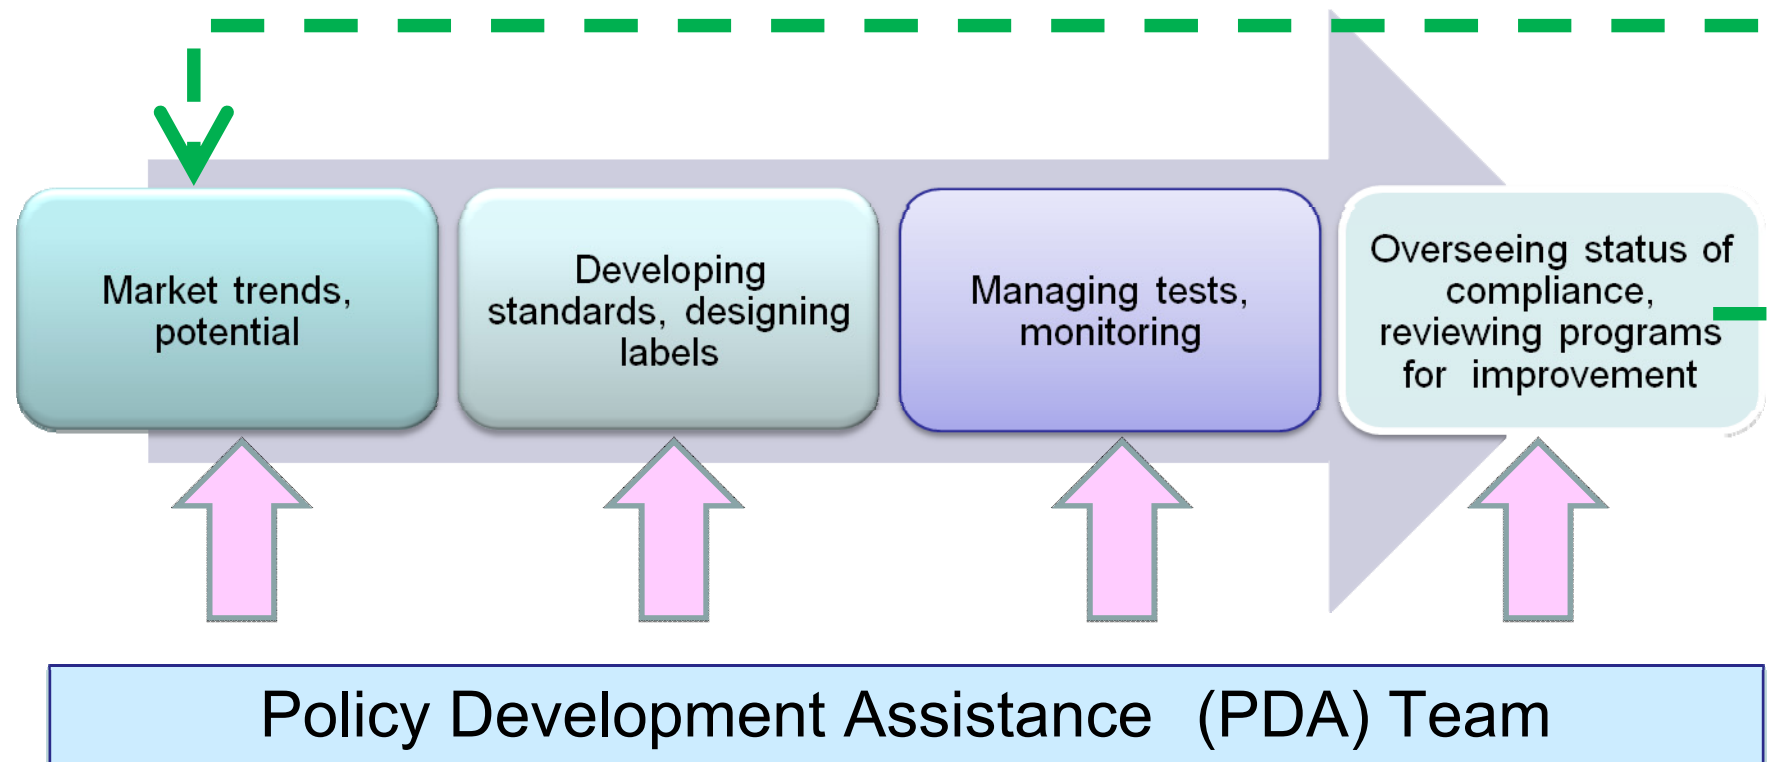 Market trends,
potential
Developing
standards, designing
labels
Managing tests,
monitoring
Overseeing status of
compliance,
reviewing programs
for improvement
Policy Development Assistance (PDA) Team